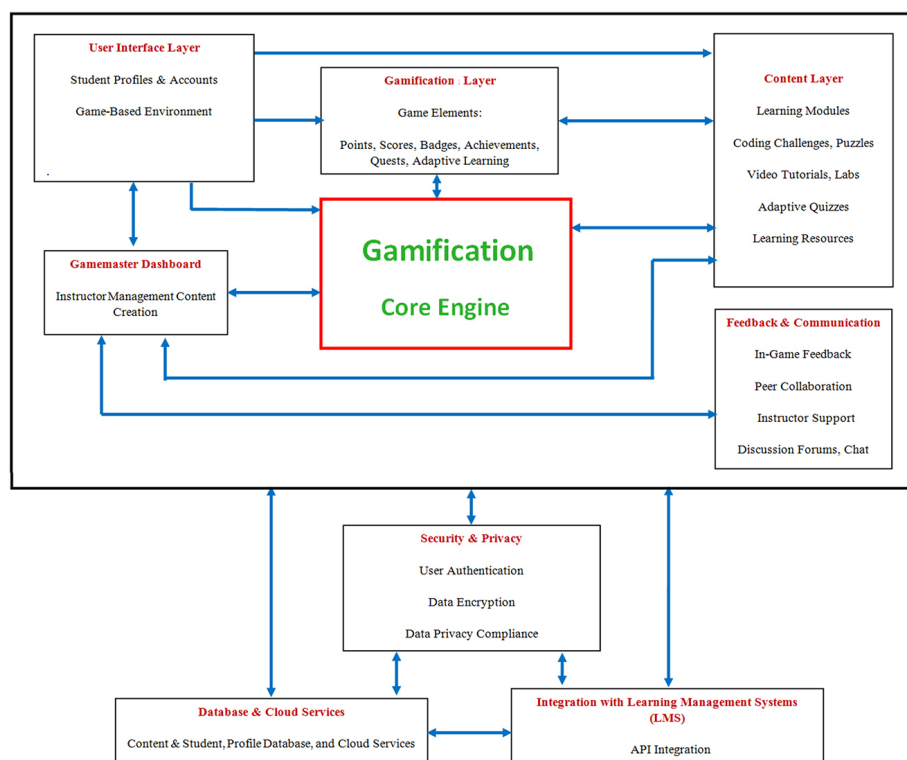 User Interface Layer
Student Profiles & Accounts
Game-Based Environment
.
Gamification : Layer
Game Elements:
Points, Scores, Badges, Achievements,
Quests, Adaptive Learning
Content Layer
Learning Modules
Coding Challenges, Puzzles
Video Tutorials, Labs
Adaptive Quizzes
Learning Resources
Gamification
Core Engine
Gamemaster Dashboard
Instructor Management Content
Creation
Feedback & Communication
In-Game Feedback
Peer Collaboration
Instructor Support
Discussion Forums, Chat
Security & Privacy
User Authentication
Data Encryption
Data Privacy Compliance
Database & Cloud Services
Content & Student, Profile Database, and Cloud Services
Integration with Learning Management Systems
(LMS)
API Integration